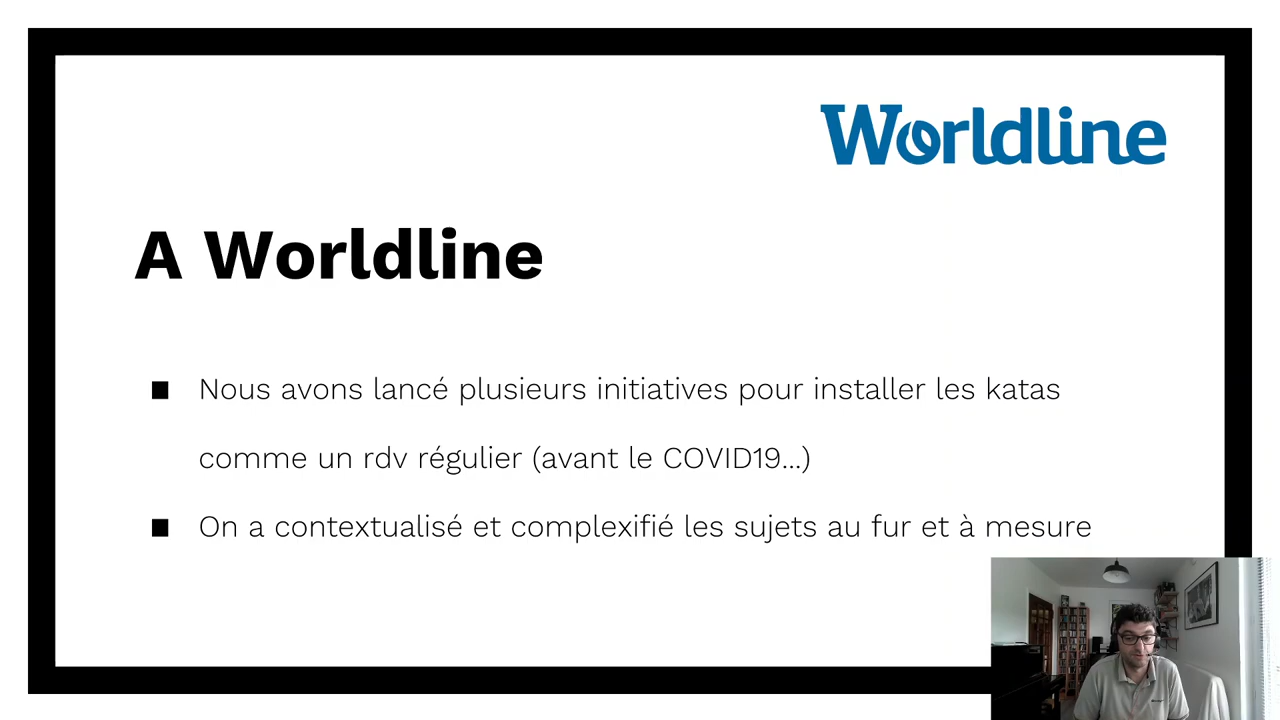 Worldline
A Worldline
■ Nous avons lancé plusieurs initiatives pour installer les katas
comme un rdv régulier (avant le COVID19...)
■ On a contextualisé et complexifié les sujets au fur et à mesure